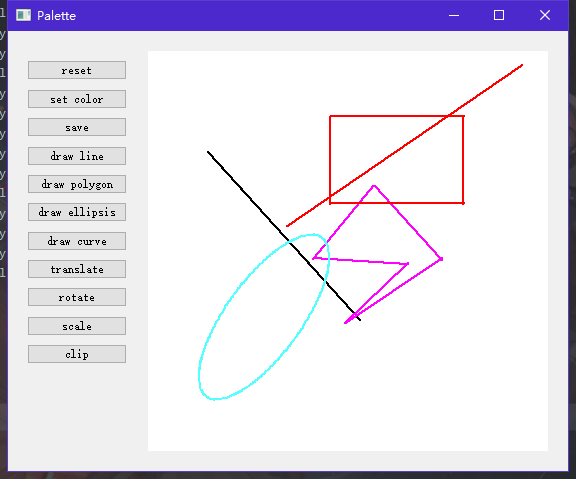 Palette
reset
set color
save
draw line
draw polygon
draw ellipsis
draw curve
translate
rotate
scale
clip